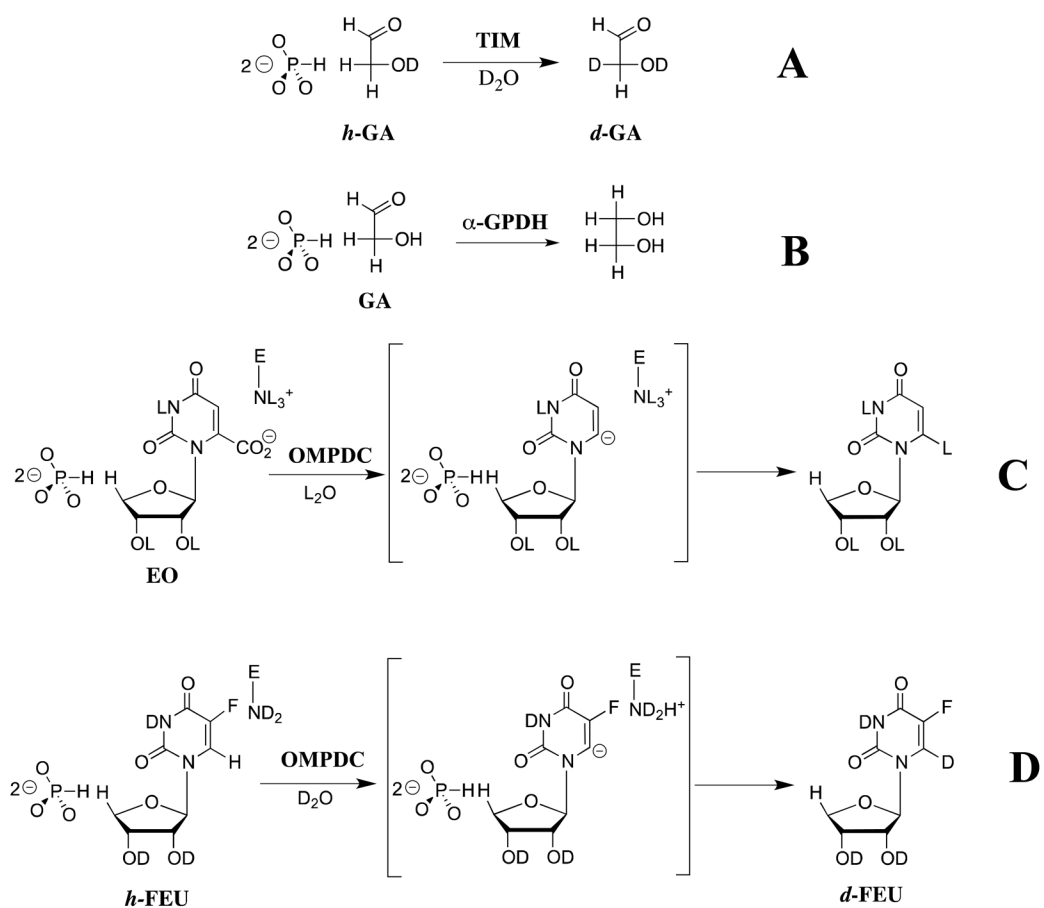 H O
O
2⊖ P–H H OD
O O
H
TIM
D₂O
H O
D OD
H
A
h-GA
d-GA
H O
O
2⊖ P–H H OH
O O
H
GA
α-GPDH
H
H OH
H OH
H
B
E
NL₃⁺
O
LN
O N CO₂⊖
O
2⊖ P–H H O
O O
OL OL
EO
OMPDC
L₂O
E
NL₃⁺
O
LN
O N ⊖
O
2⊖ P–HH O
O O
OL OL
O
LN
O N L
H O
OL OL
C
E
ND₂
O
DN F
O N H
O
2⊖ P–H H O
O O
OD OD
h-FEU
OMPDC
D₂O
E
ND₂H⁺
O
DN F
O N ⊖
O
2⊖ P–HH O
O O
OD OD
O
DN F
O N D
H O
OD OD
d-FEU
D